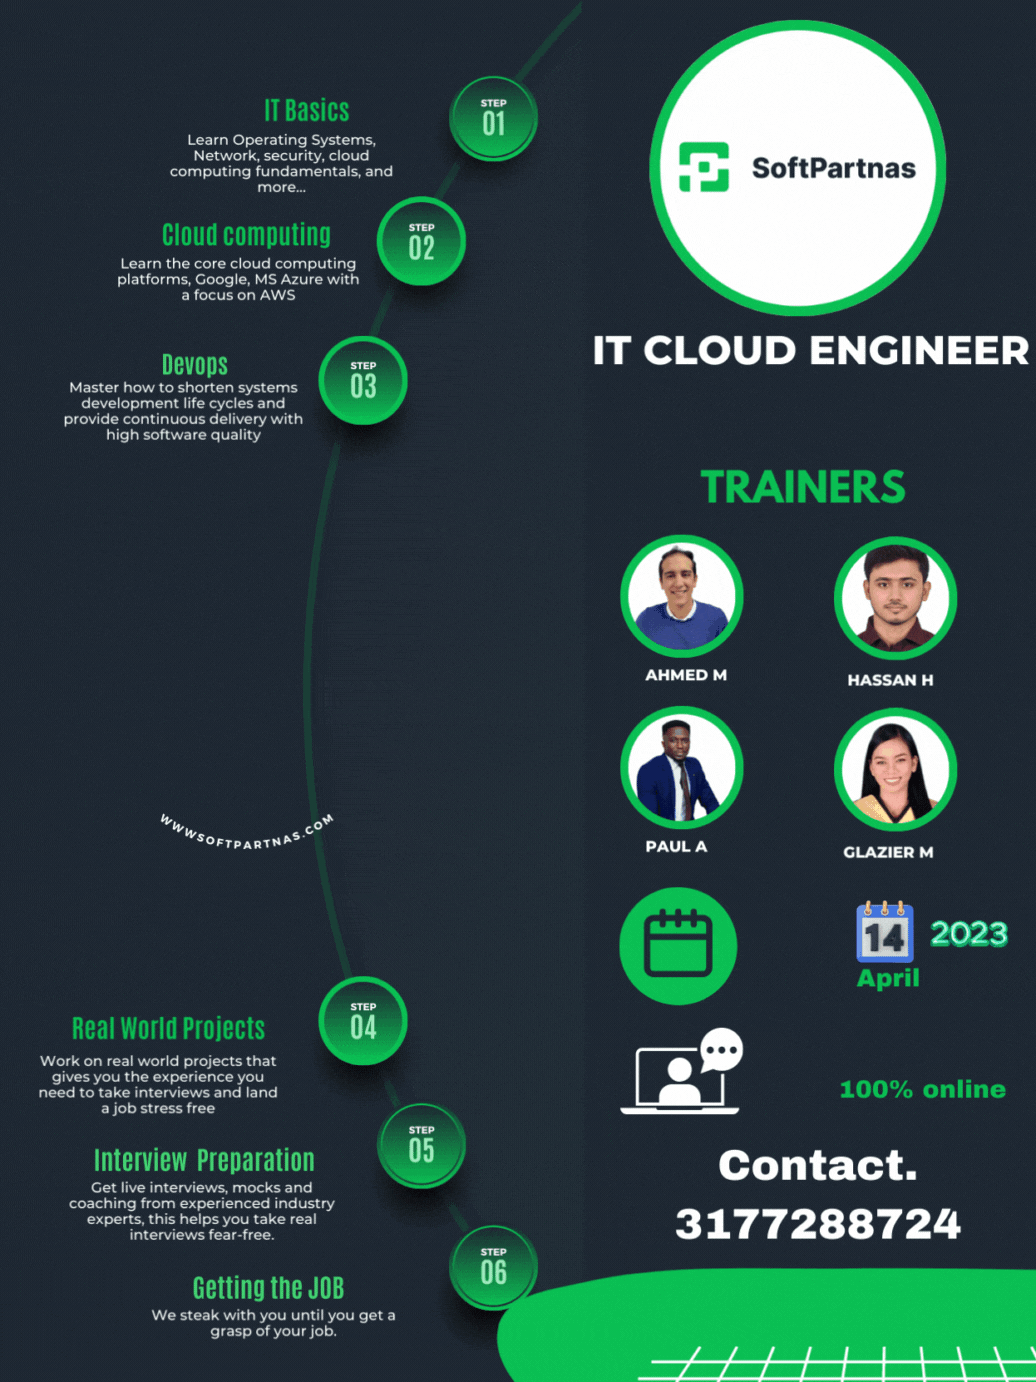 STEP
01
IT Basics
Learn Operating Systems,
Network, security, cloud
computing fundamentals, and
more...
STEP
02
Cloud computing
Learn the core cloud computing
platforms, Google, MS Azure with
a focus on AWS
STEP
03
Devops
Master how to shorten systems
development life cycles and
provide continuous delivery with
high software quality
WWWSOFTPARTNAS.COM
STEP
04
Real World Projects
Work on real world projects that
gives you the experience you
need to take interviews and land
a job stress free
STEP
05
Interview Preparation
Get live interviews, mocks and
coaching from experienced industry
experts, this helps you take real
interviews fear-free.
STEP
06
Getting the JOB
We steak with you until you get a
grasp of your job.
SoftPartnas
IT CLOUD ENGINEER
TRAINERS
AHMED M
HASSAN H
PAUL A
GLAZIER M
14
2023
April
100% online
Contact.
3177288724